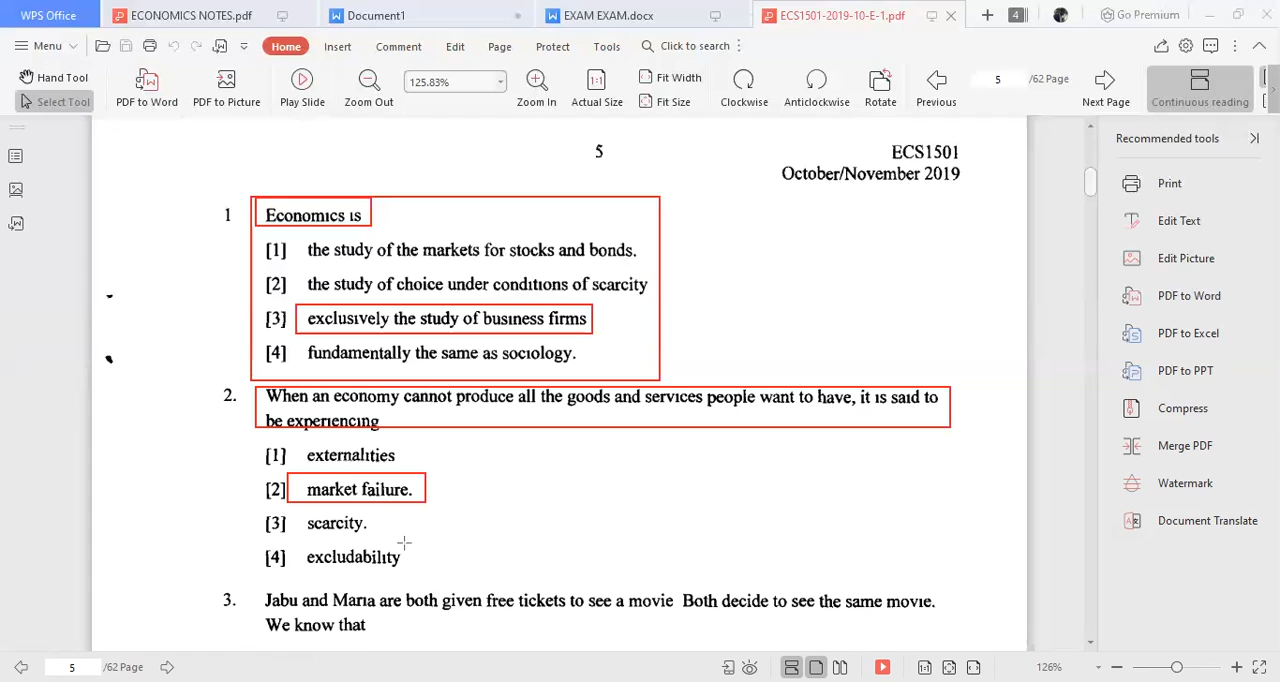 WPS Office
ECONOMICS NOTES.pdf
Document1
EXAM EXAM.docx
ECS1501-2019-10-E-1.pdf
4
Go Premium
Menu
Home
Insert
Comment
Edit
Page
Protect
Tools
Click to search
Hand Tool
Select Tool
PDF to Word
PDF to Picture
Play Slide
Zoom Out
125.83%
Zoom In
1:1
Actual Size
Fit Width
Fit Size
Clockwise
Anticlockwise
Rotate
Previous
5
/62 Page
Next Page
Continuous reading
Recommended tools
Print
Edit Text
Edit Picture
PDF to Word
PDF to Excel
PDF to PPT
Compress
Merge PDF
Watermark
Document Translate
5
ECS1501
October/November 2019
1 Economics is
[1] the study of the markets for stocks and bonds.
[2] the study of choice under conditions of scarcity
[3] exclusively the study of business firms
[4] fundamentally the same as sociology.
2. When an economy cannot produce all the goods and services people want to have, it is said to
be experiencing
[1] externalities
[2] market failure.
[3] scarcity.
[4] excludability
3. Jabu and Maria are both given free tickets to see a movie Both decide to see the same movie.
We know that
5
/62 Page
126%